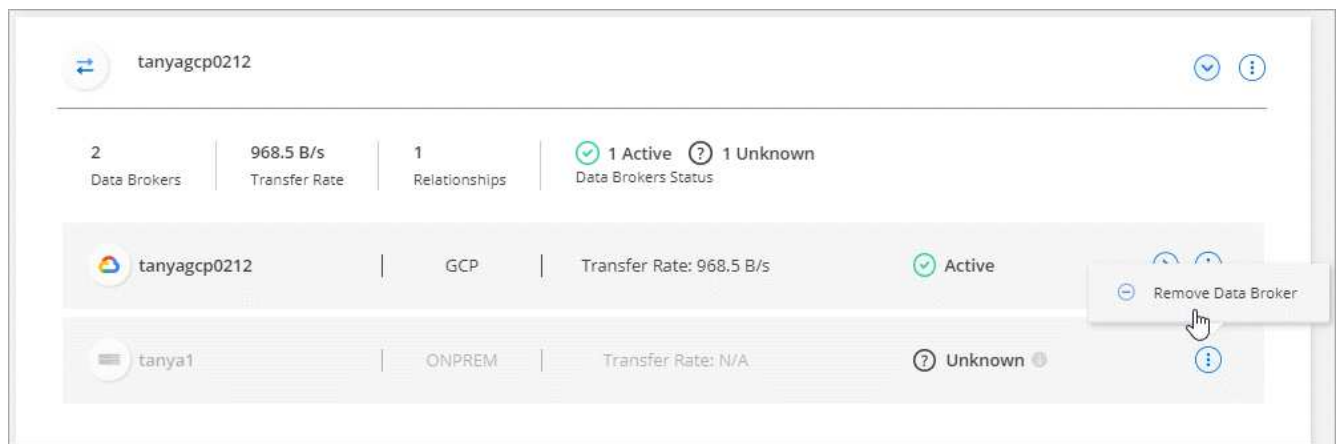 tanyagcp0212
2 968.5 B/s 1 1 Active 1 Unknown
Data Brokers Transfer Rate Relationships Data Brokers Status
tanyagcp0212 GCP Transfer Rate: 968.5 B/s Active
Remove Data Broker
tanya1 ONPREM Transfer Rate: N/A Unknown